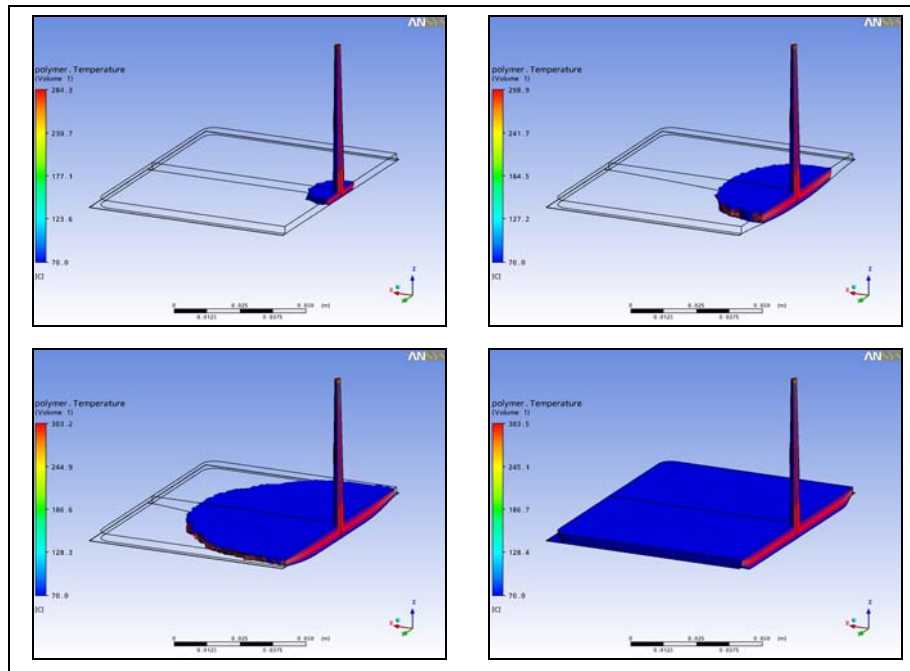 polymer.Temperature
(Volume 1)
284.3
230.7
177.1
123.6
70.0
[C]
0
0.025
0.050
(m)
0.0125
0.0375
Z
X
Y
polymer.Temperature
(Volume 1)
298.9
241.7
184.5
127.2
70.0
[C]
0
0.025
0.050
(m)
0.0125
0.0375
Z
X
Y
polymer.Temperature
(Volume 1)
303.2
244.9
186.6
128.3
70.0
[C]
0
0.025
0.050
(m)
0.0125
0.0375
Z
X
Y
polymer.Temperature
(Volume 1)
303.5
245.1
186.7
128.4
70.0
[C]
0
0.025
0.050
(m)
0.0125
0.0375
Z
X
Y